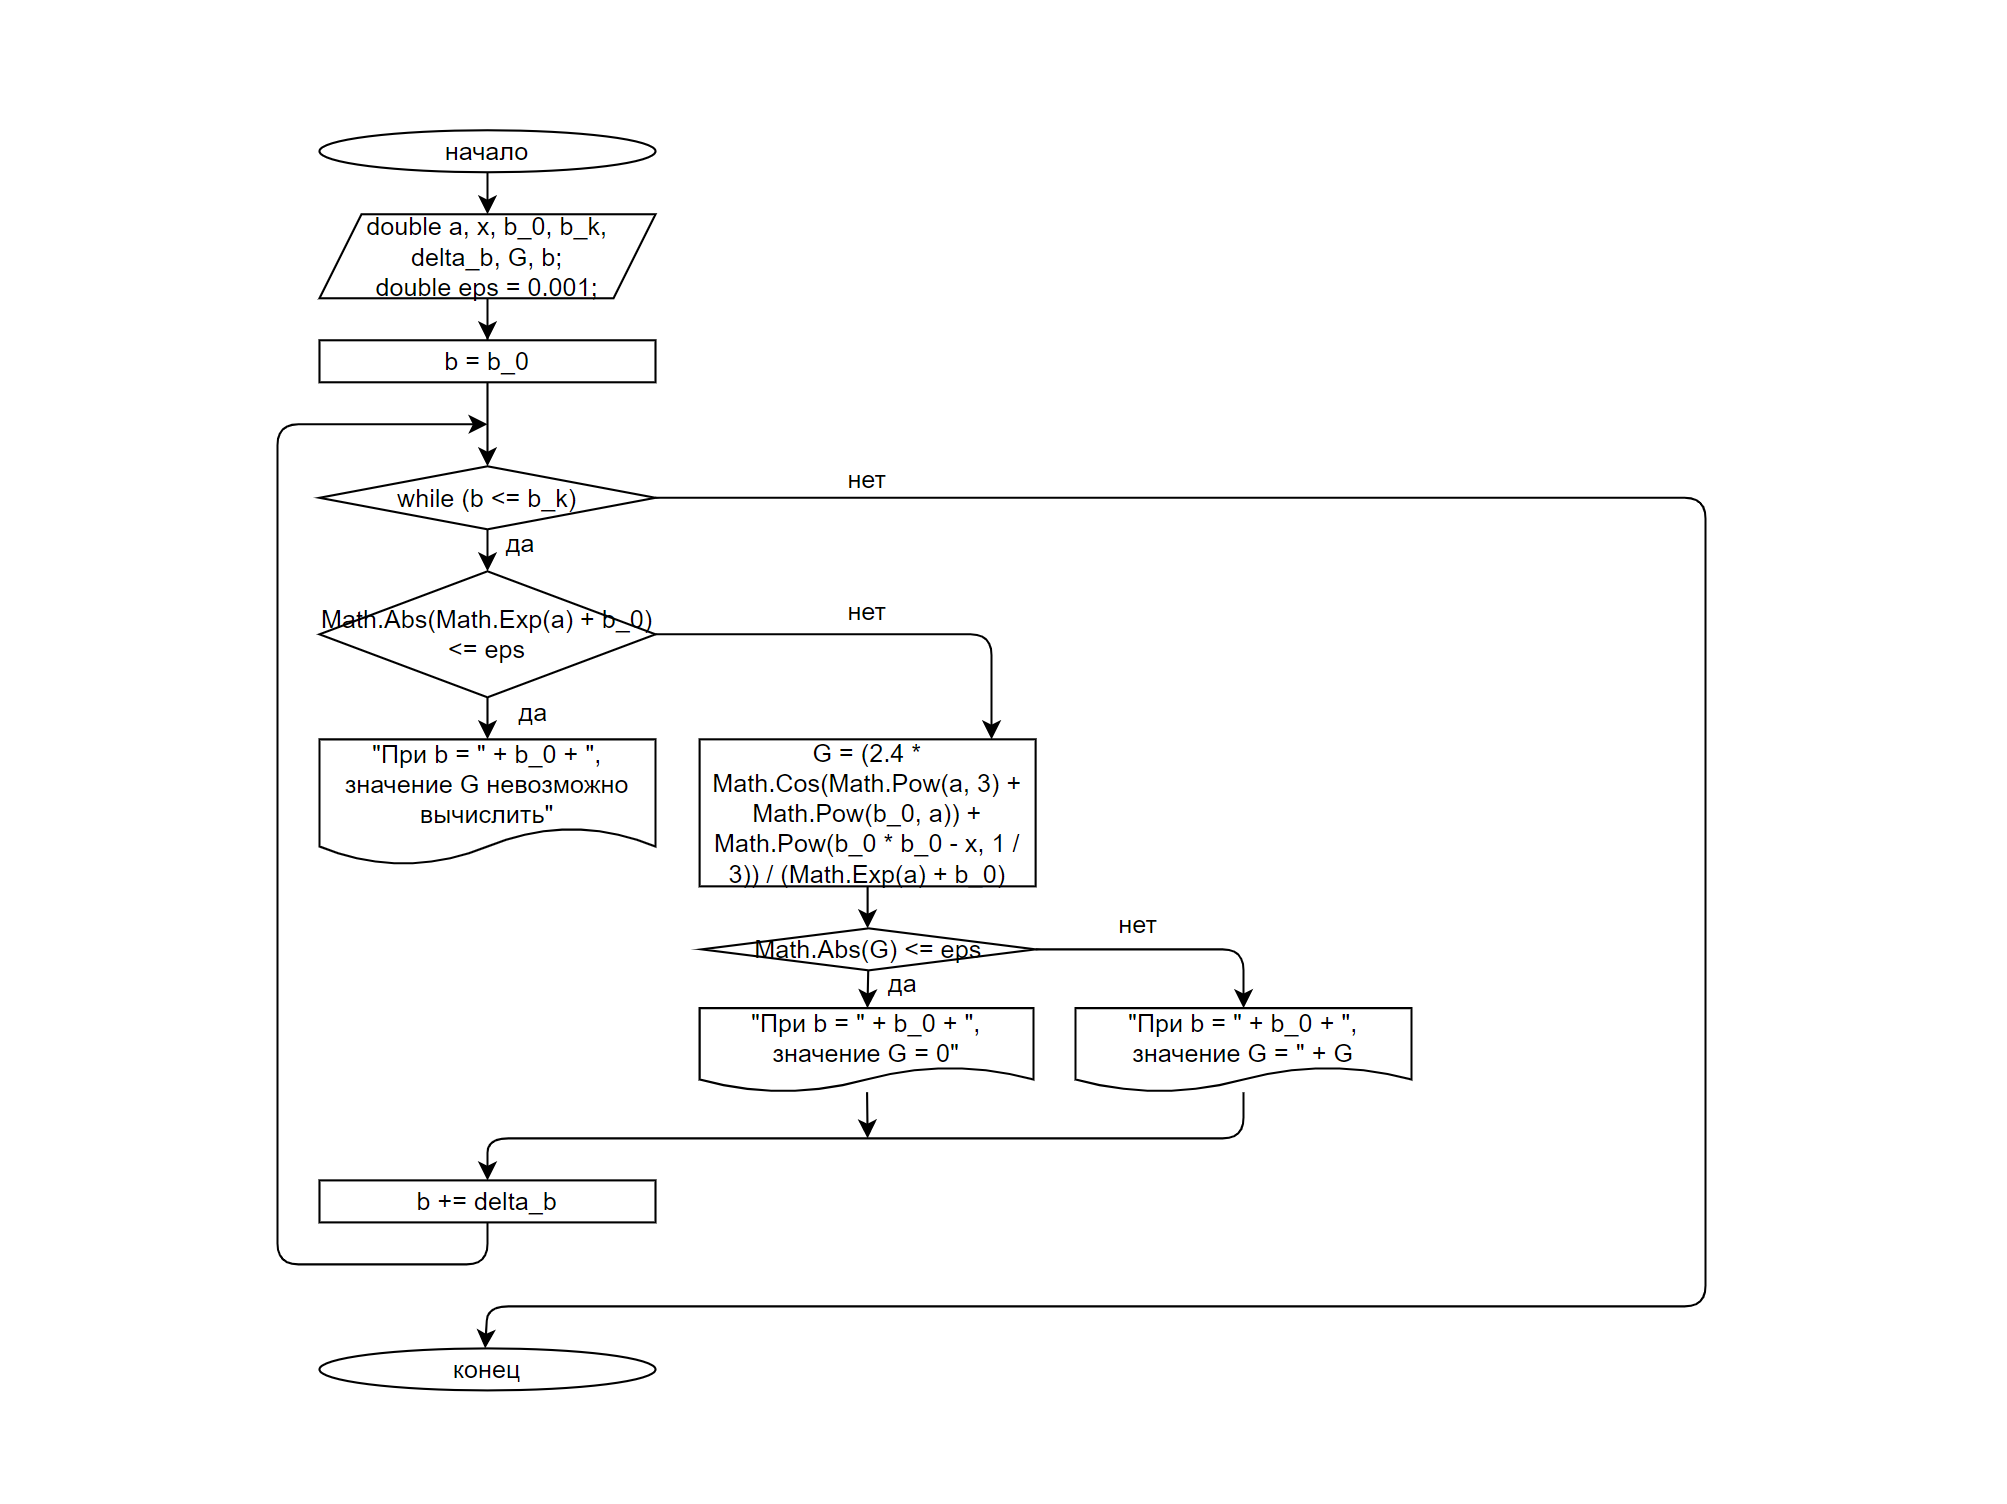 начало
double a, x, b_0, b_k,
delta_b, G, b;
double eps = 0.001;
b = b_0
while (b <= b_k)
нет
да
Math.Abs(Math.Exp(a) + b_0)
<= eps
нет
да
"При b = " + b_0 + ",
значение G невозможно
вычислить"
G = (2.4 *
Math.Cos(Math.Pow(a, 3) +
Math.Pow(b_0, a)) +
Math.Pow(b_0 * b_0 - x, 1 /
3)) / (Math.Exp(a) + b_0)
Math.Abs(G) <= eps
нет
да
"При b = " + b_0 + ",
значение G = 0"
"При b = " + b_0 + ",
значение G = " + G
b += delta_b
конец